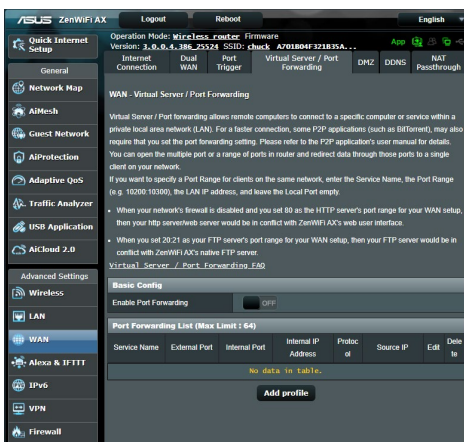 /SUS ZenWiFi AX Logout Reboot English
Quick Internet Setup
Operation Mode: Wireless router Firmware
Version: 3.0.0.4.386_25524 SSID: chuck A701B04F321B35A... App
General
Network Map
AiMesh
Guest Network
AiProtection
Adaptive QoS
Traffic Analyzer
USB Application
AiCloud 2.0
Advanced Settings
Wireless
LAN
WAN
Alexa & IFTTT
IPv6
VPN
Firewall
Internet Connection Dual WAN Port Trigger Virtual Server / Port Forwarding DMZ DDNS NAT Passthrough
WAN - Virtual Server / Port Forwarding
Virtual Server / Port forwarding allows remote computers to connect to a specific computer or service within a
private local area network (LAN). For a faster connection, some P2P applications (such as BitTorrent), may also
require that you set the port forwarding setting. Please refer to the P2P application's user manual for details.
You can open the multiple port or a range of ports in router and redirect data through those ports to a single
client on your network.
If you want to specify a Port Range for clients on the same network, enter the Service Name, the Port Range
(e.g. 10200:10300), the LAN IP address, and leave the Local Port empty.
• When your network's firewall is disabled and you set 80 as the HTTP server's port range for your WAN setup,
then your http server/web server would be in conflict with ZenWiFi AX's web user interface.
• When you set 20:21 as your FTP server's port range for your WAN setup, then your FTP server would be in
conflict with ZenWiFi AX's native FTP server.
Virtual Server / Port Forwarding FAQ
Basic Config
Enable Port Forwarding OFF
Port Forwarding List (Max Limit : 64)
Service Name External Port Internal Port Internal IP Address Protocol Source IP Edit Delete
No data in table.
Add profile